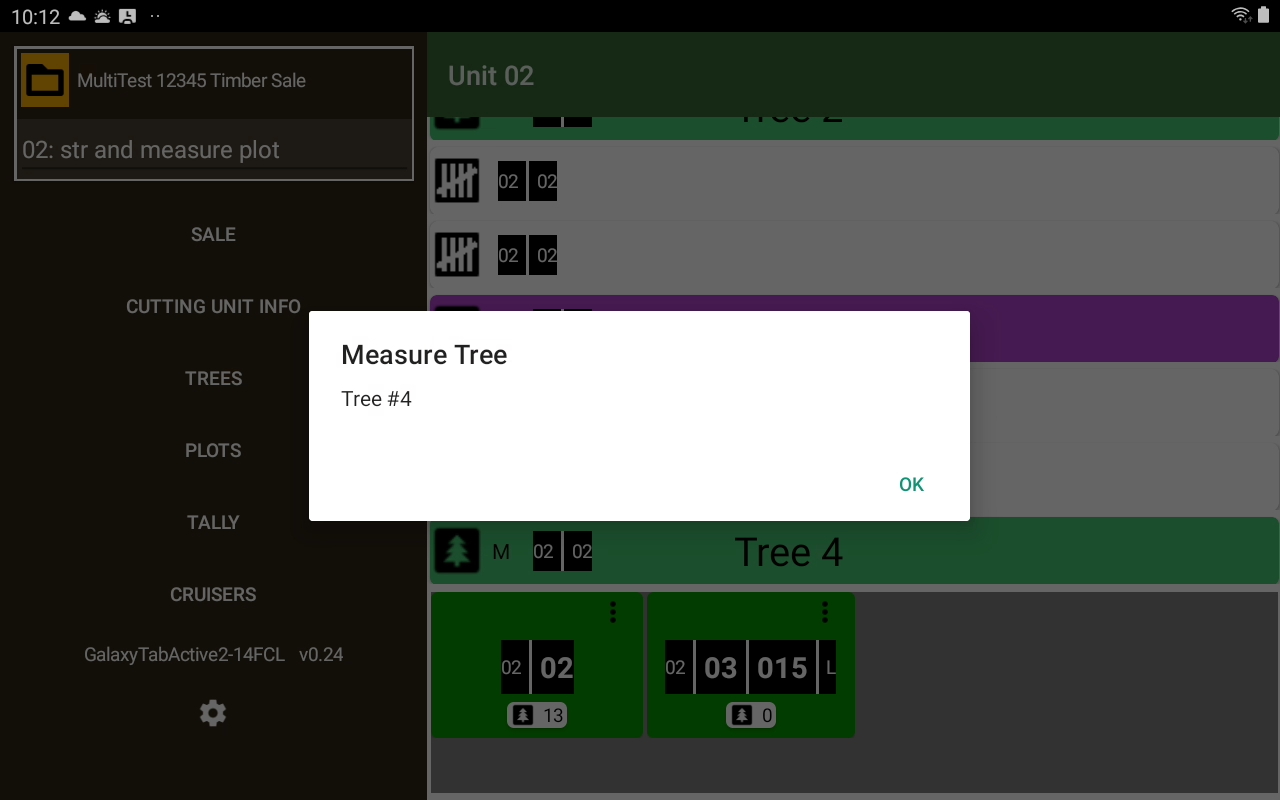 10:12
MultiTest 12345 Timber Sale
02: str and measure plot
SALE
CUTTING UNIT INFO
TREES
PLOTS
TALLY
CRUISERS
GalaxyTabActive2-14FCL v0.24
Unit 02
Tree 2
02 02
02 02
Measure Tree
Tree #4
OK
M 02 02 Tree 4
02 02
13
02 03 015 L
0